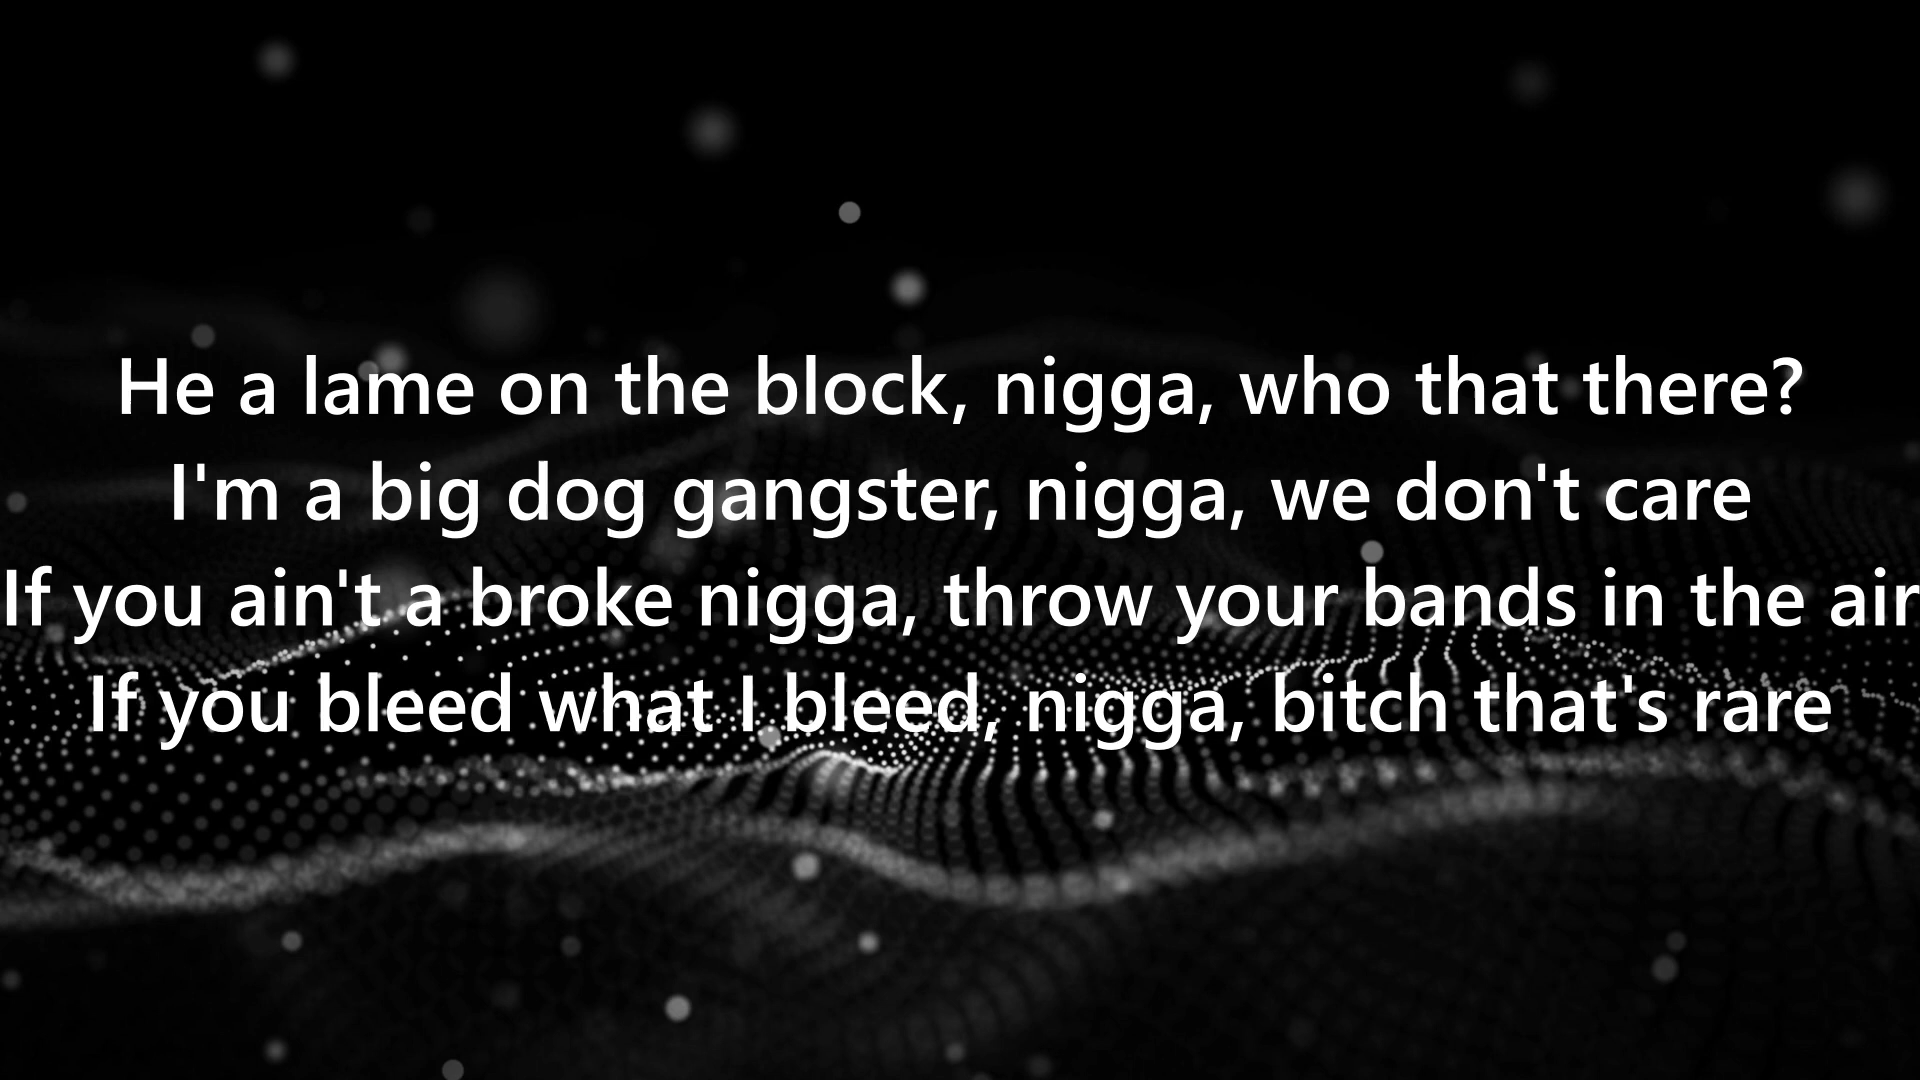 He a lame on the block, nigga, who that there?
I'm a big dog gangster, nigga, we don't care
If you ain't a broke nigga, throw your bands in the air
If you bleed what I bleed, nigga, bitch that's rare